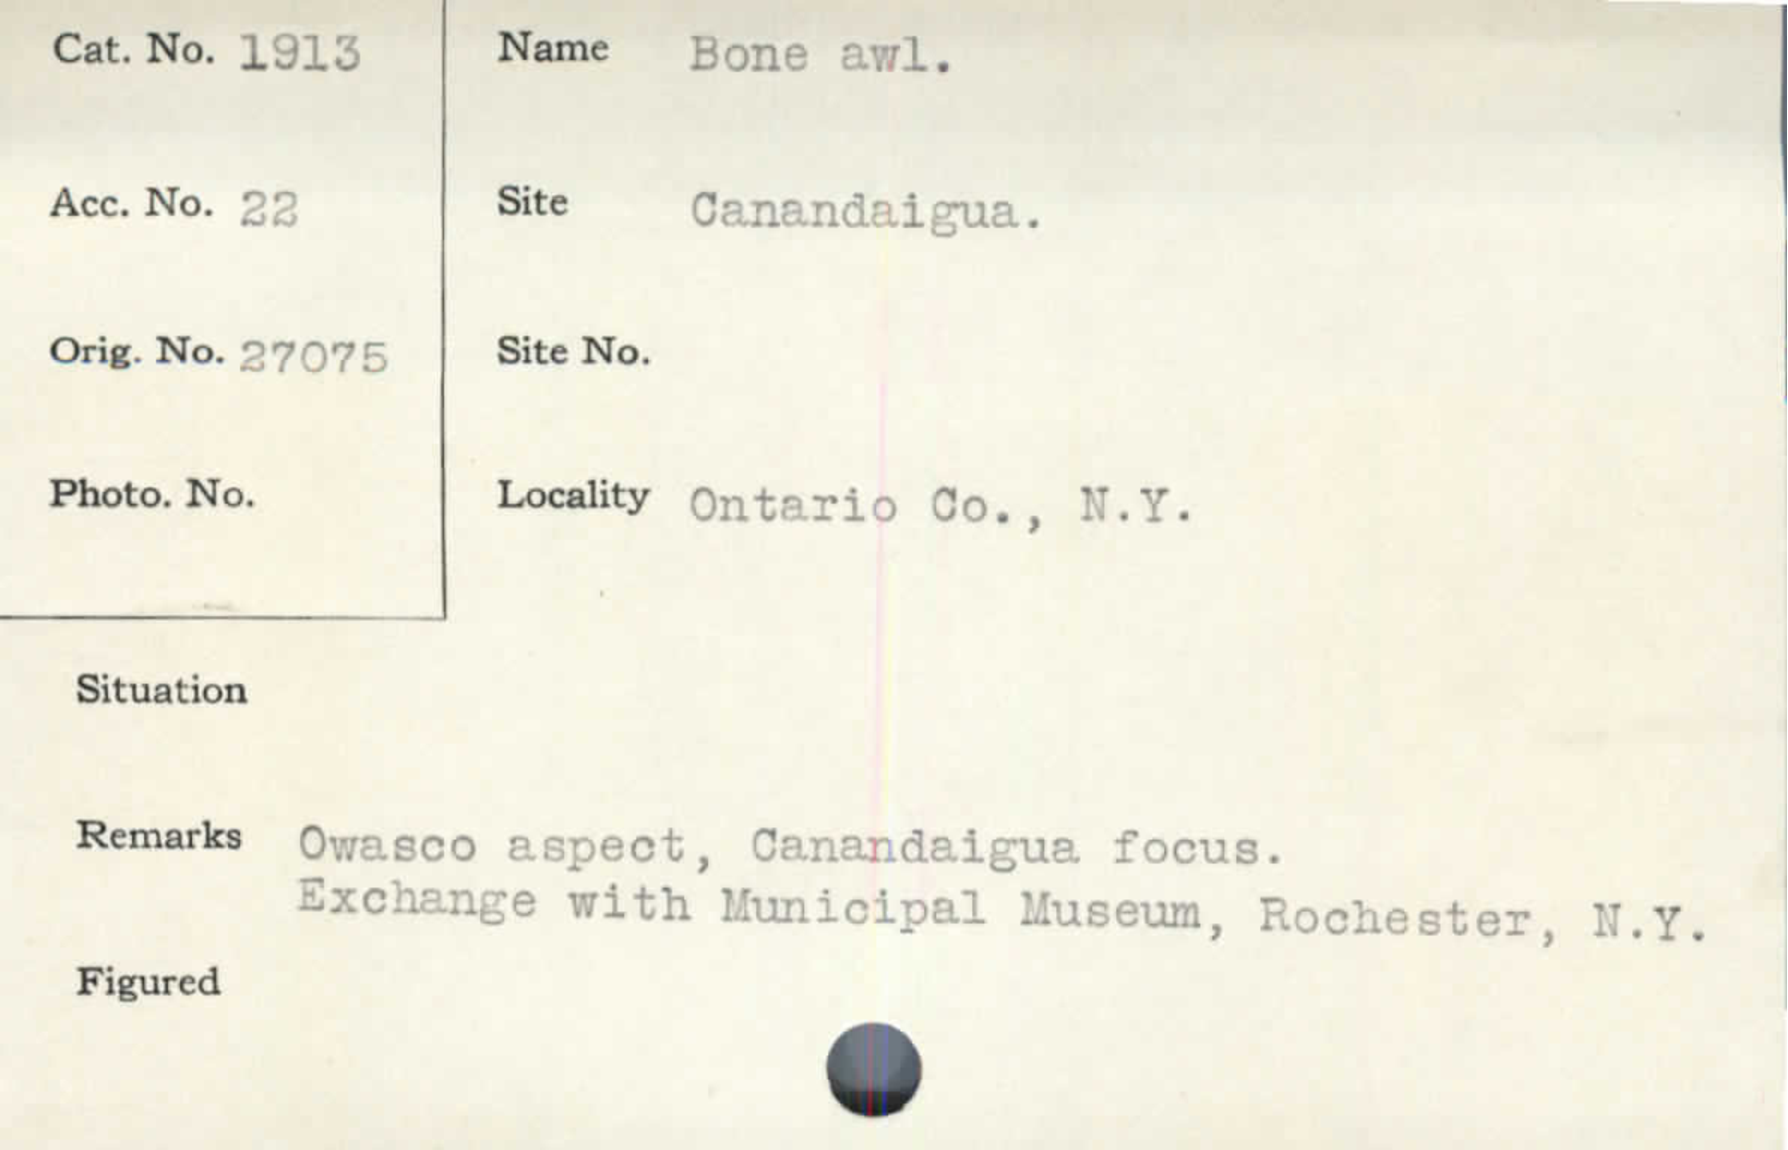 Cat. No. 1913
Name Bone awl.
Acc. No. 22
Site Canandaigua.
Orig. No. 27075
Site No.
Photo. No.
Locality Ontario Co., N.Y.
Situation
Remarks Owasco aspect, Canandaigua focus.
Exchange with Municipal Museum, Rochester, N.Y.
Figured